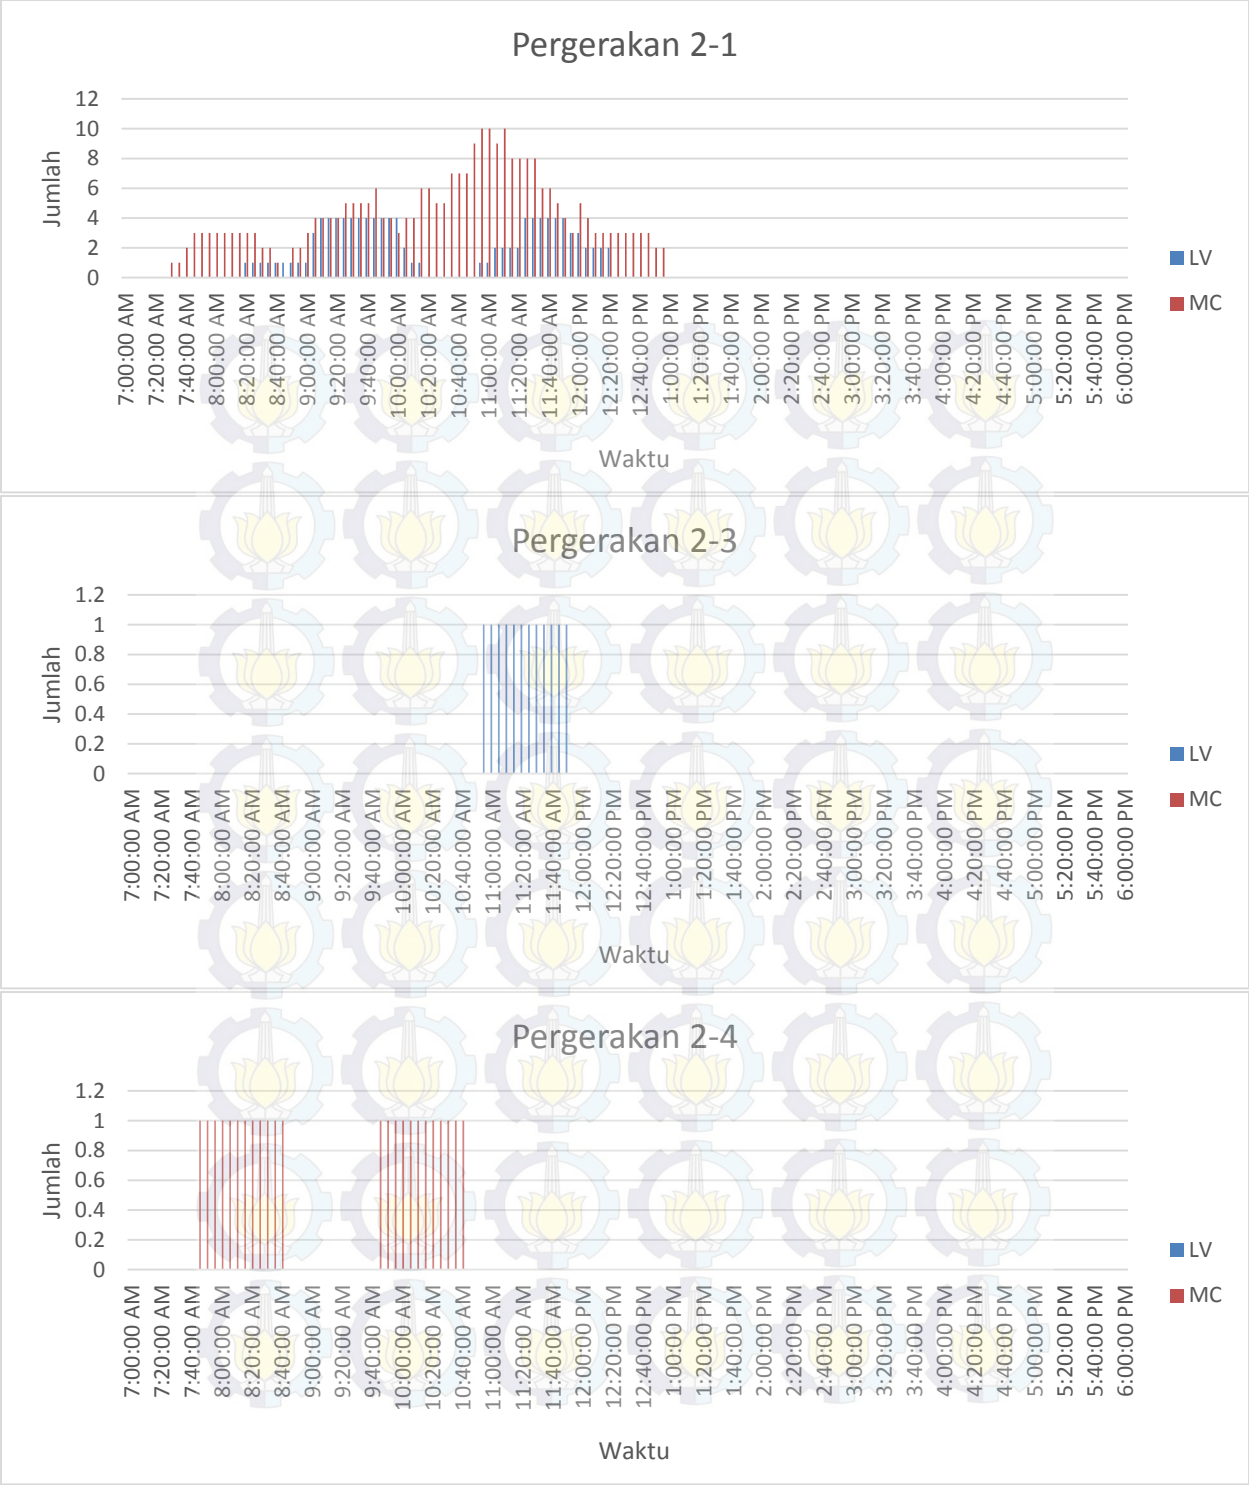 Pergerakan 2-1
12
10
8
6
4
2
0
Jumlah
7:00:00 AM
7:20:00 AM
7:40:00 AM
8:00:00 AM
8:20:00 AM
8:40:00 AM
9:00:00 AM
9:20:00 AM
9:40:00 AM
10:00:00 AM
10:20:00 AM
10:40:00 AM
11:00:00 AM
11:20:00 AM
11:40:00 AM
12:00:00 PM
12:20:00 PM
12:40:00 PM
1:00:00 PM
1:20:00 PM
1:40:00 PM
2:00:00 PM
2:20:00 PM
2:40:00 PM
3:00:00 PM
3:20:00 PM
3:40:00 PM
4:00:00 PM
4:20:00 PM
4:40:00 PM
5:00:00 PM
5:20:00 PM
5:40:00 PM
6:00:00 PM
Waktu
LV
MC
Pergerakan 2-3
1.2
1
0.8
0.6
0.4
0.2
0
Jumlah
7:00:00 AM
7:20:00 AM
7:40:00 AM
8:00:00 AM
8:20:00 AM
8:40:00 AM
9:00:00 AM
9:20:00 AM
9:40:00 AM
10:00:00 AM
10:20:00 AM
10:40:00 AM
11:00:00 AM
11:20:00 AM
11:40:00 AM
12:00:00 PM
12:20:00 PM
12:40:00 PM
1:00:00 PM
1:20:00 PM
1:40:00 PM
2:00:00 PM
2:20:00 PM
2:40:00 PM
3:00:00 PM
3:20:00 PM
3:40:00 PM
4:00:00 PM
4:20:00 PM
4:40:00 PM
5:00:00 PM
5:20:00 PM
5:40:00 PM
6:00:00 PM
Waktu
LV
MC
Pergerakan 2-4
1.2
1
0.8
0.6
0.4
0.2
0
Jumlah
7:00:00 AM
7:20:00 AM
7:40:00 AM
8:00:00 AM
8:20:00 AM
8:40:00 AM
9:00:00 AM
9:20:00 AM
9:40:00 AM
10:00:00 AM
10:20:00 AM
10:40:00 AM
11:00:00 AM
11:20:00 AM
11:40:00 AM
12:00:00 PM
12:20:00 PM
12:40:00 PM
1:00:00 PM
1:20:00 PM
1:40:00 PM
2:00:00 PM
2:20:00 PM
2:40:00 PM
3:00:00 PM
3:20:00 PM
3:40:00 PM
4:00:00 PM
4:20:00 PM
4:40:00 PM
5:00:00 PM
5:20:00 PM
5:40:00 PM
6:00:00 PM
Waktu
LV
MC